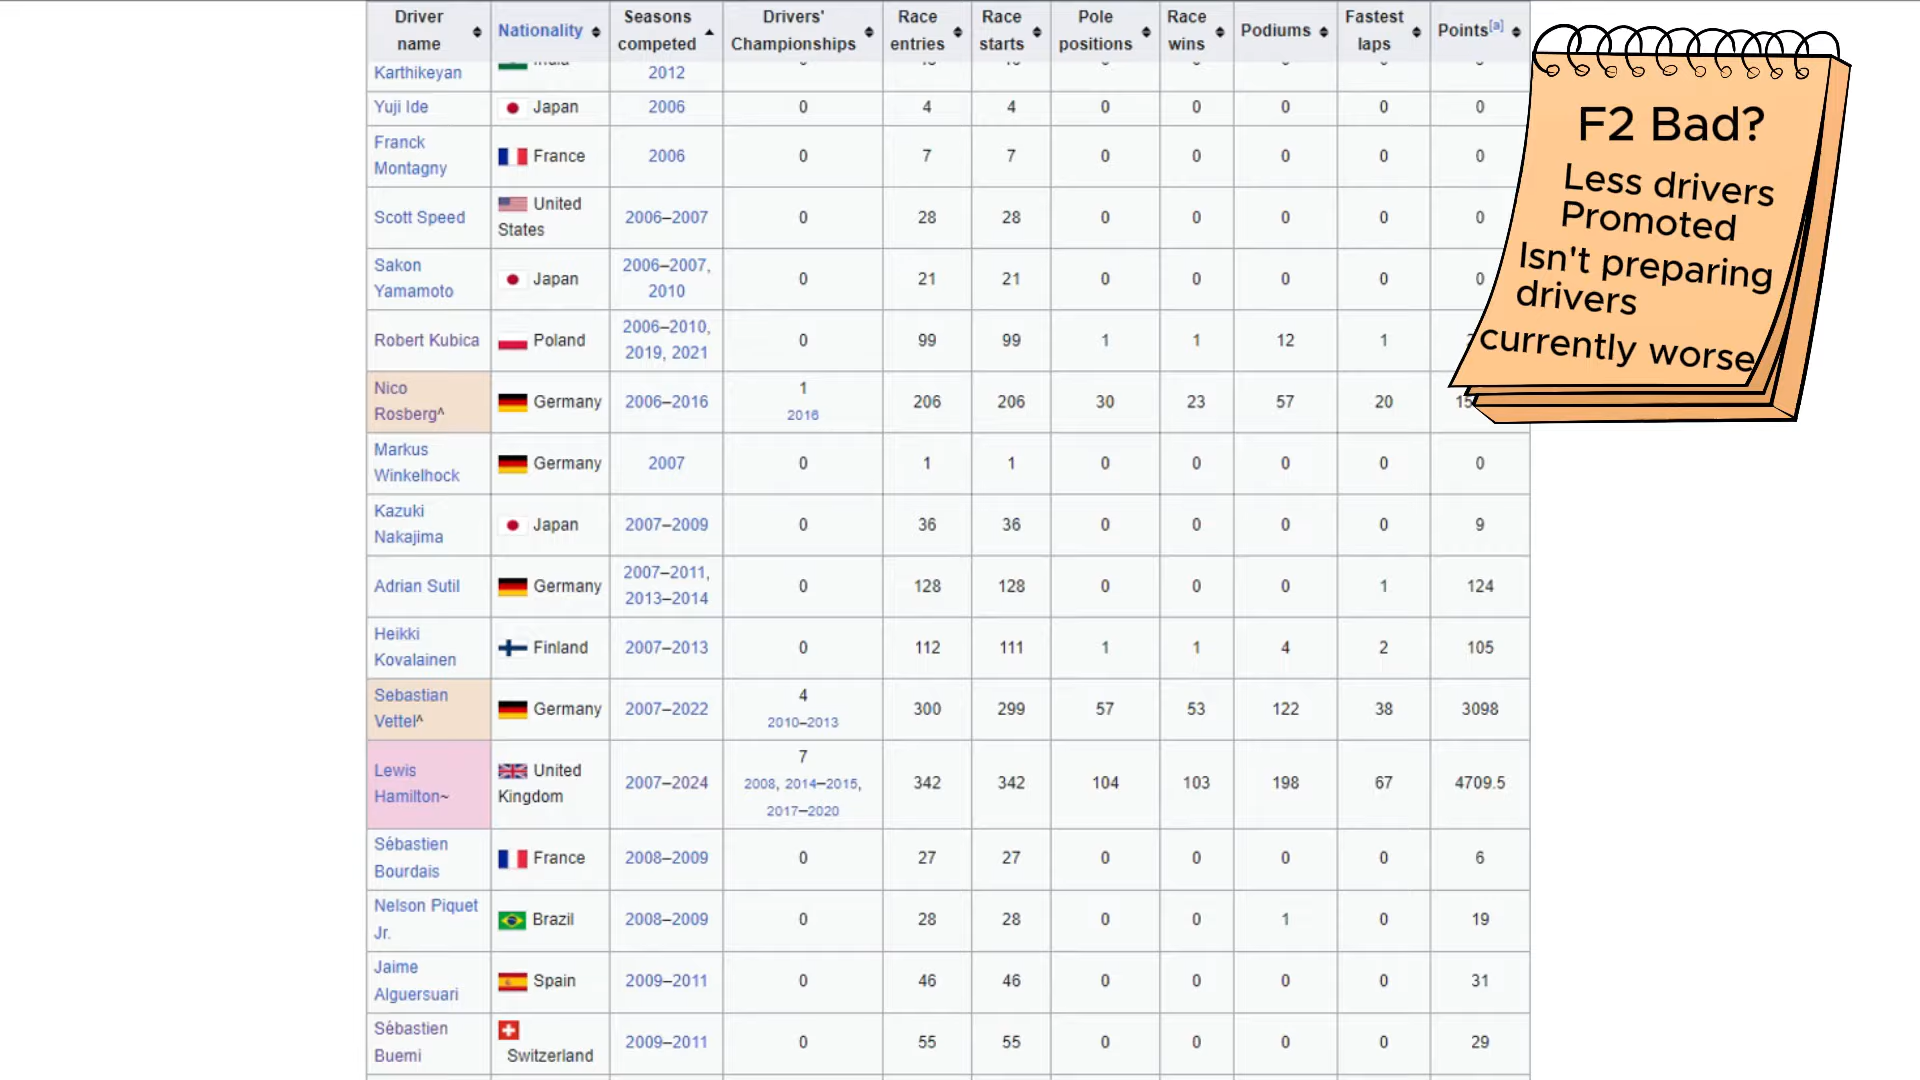 Driver name Nationality Seasons competed Drivers' Championships Race entries Race starts Pole positions Race wins Podiums Fastest laps Points[a]
Karthikeyan 2012
Yuji Ide Japan 2006 0 4 4 0 0 0 0 0
Franck Montagny France 2006 0 7 7 0 0 0 0 0
Scott Speed United States 2006–2007 0 28 28 0 0 0 0 0
Sakon Yamamoto Japan 2006–2007, 2010 0 21 21 0 0 0 0 0
Robert Kubica Poland 2006–2010, 2019, 2021 0 99 99 1 1 12 1
Nico Rosberg^ Germany 2006–2016 1 2016 206 206 30 23 57 20
Markus Winkelhock Germany 2007 0 1 1 0 0 0 0 0
Kazuki Nakajima Japan 2007–2009 0 36 36 0 0 0 0 9
Adrian Sutil Germany 2007–2011, 2013–2014 0 128 128 0 0 0 1 124
Heikki Kovalainen Finland 2007–2013 0 112 111 1 1 4 2 105
Sebastian Vettel^ Germany 2007–2022 4 2010–2013 300 299 57 53 122 38 3098
Lewis Hamilton~ United Kingdom 2007–2024 7 2008, 2014–2015, 2017–2020 342 342 104 103 198 67 4709.5
Sébastien Bourdais France 2008–2009 0 27 27 0 0 0 0 6
Nelson Piquet Jr. Brazil 2008–2009 0 28 28 0 0 1 0 19
Jaime Alguersuari Spain 2009–2011 0 46 46 0 0 0 0 31
Sébastien Buemi Switzerland 2009–2011 0 55 55 0 0 0 0 29
F2 Bad?
Less drivers
Promoted
Isn't preparing
drivers
currently worse